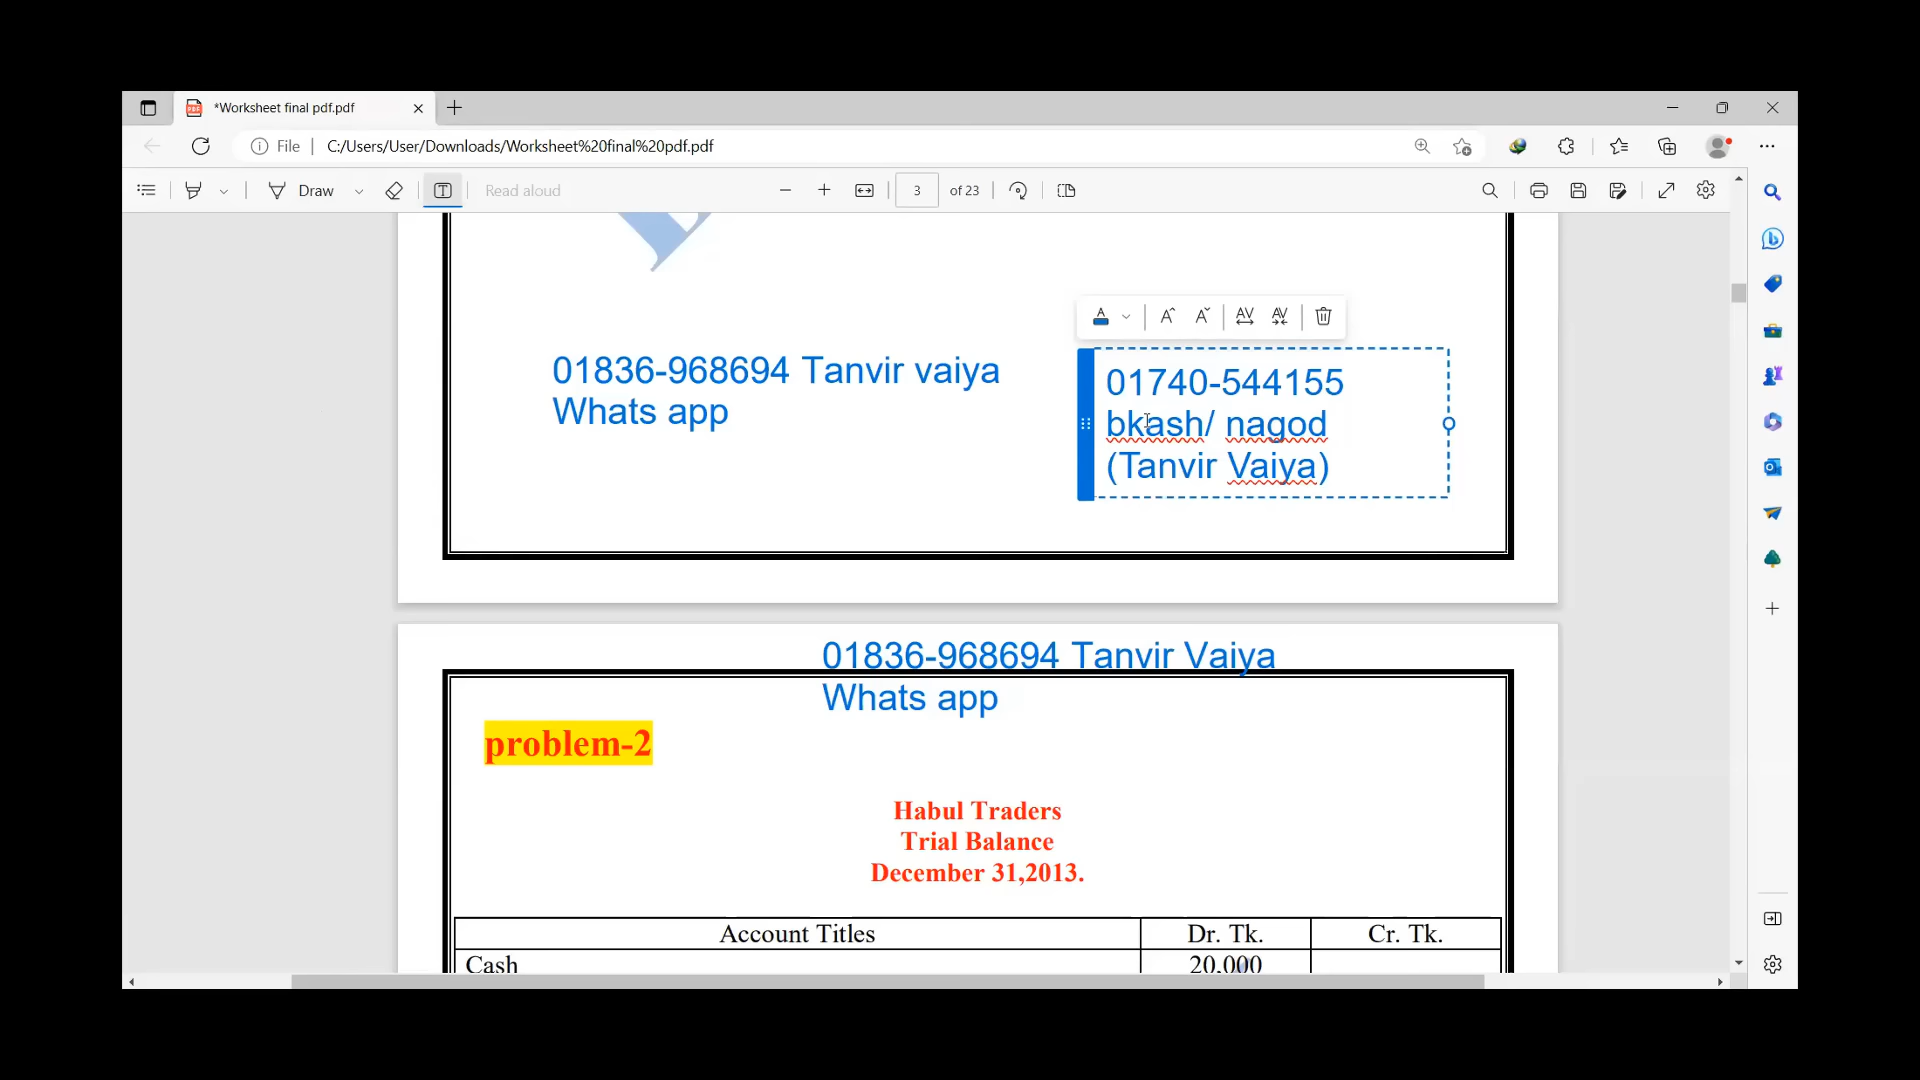 *Worksheet final pdf.pdf
File
C:/Users/User/Downloads/Worksheet%20final%20pdf.pdf
Draw
Read aloud
3 of 23
01836-968694 Tanvir vaiya
Whats app
01740-544155
bkash/ nagod
(Tanvir Vaiya)
01836-968694 Tanvir Vaiya
Whats app
problem-2
Habul Traders
Trial Balance
December 31,2013.
Account Titles Dr. Tk. Cr. Tk.
Cash 20,000